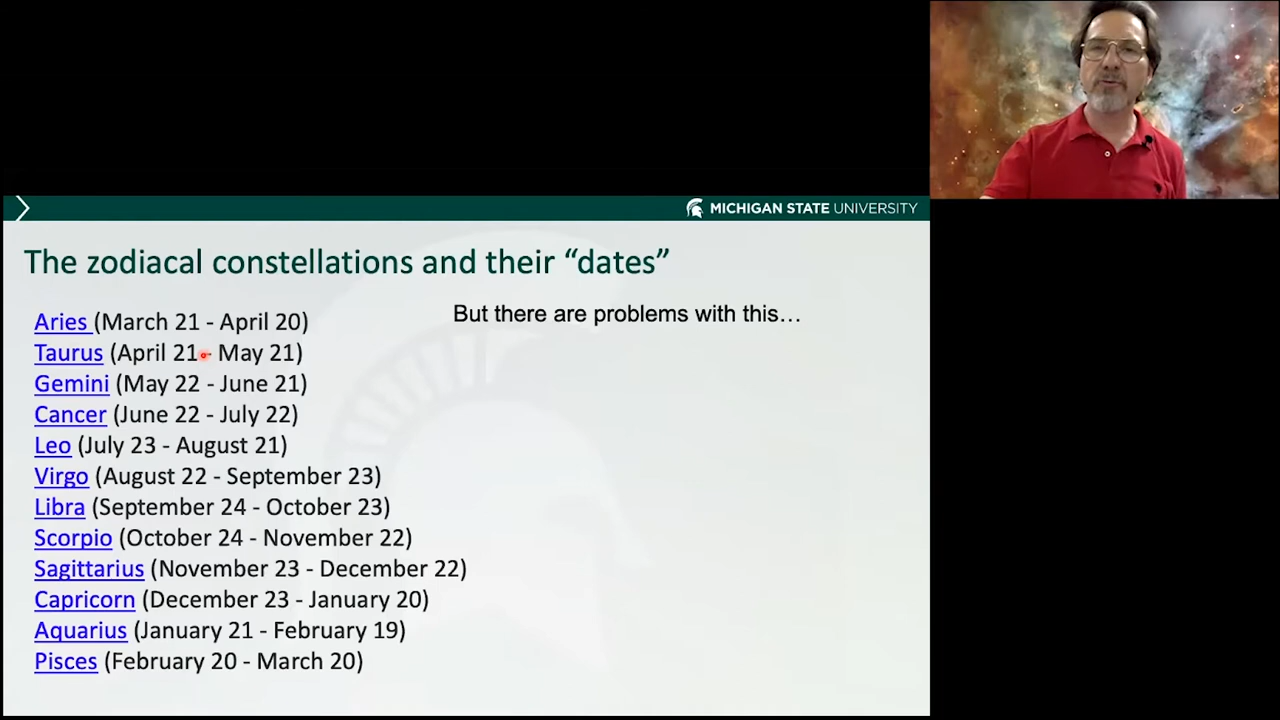 MICHIGAN STATE UNIVERSITY
The zodiacal constellations and their “dates”
But there are problems with this...
Aries (March 21 - April 20)
Taurus (April 21 - May 21)
Gemini (May 22 - June 21)
Cancer (June 22 - July 22)
Leo (July 23 - August 21)
Virgo (August 22 - September 23)
Libra (September 24 - October 23)
Scorpio (October 24 - November 22)
Sagittarius (November 23 - December 22)
Capricorn (December 23 - January 20)
Aquarius (January 21 - February 19)
Pisces (February 20 - March 20)